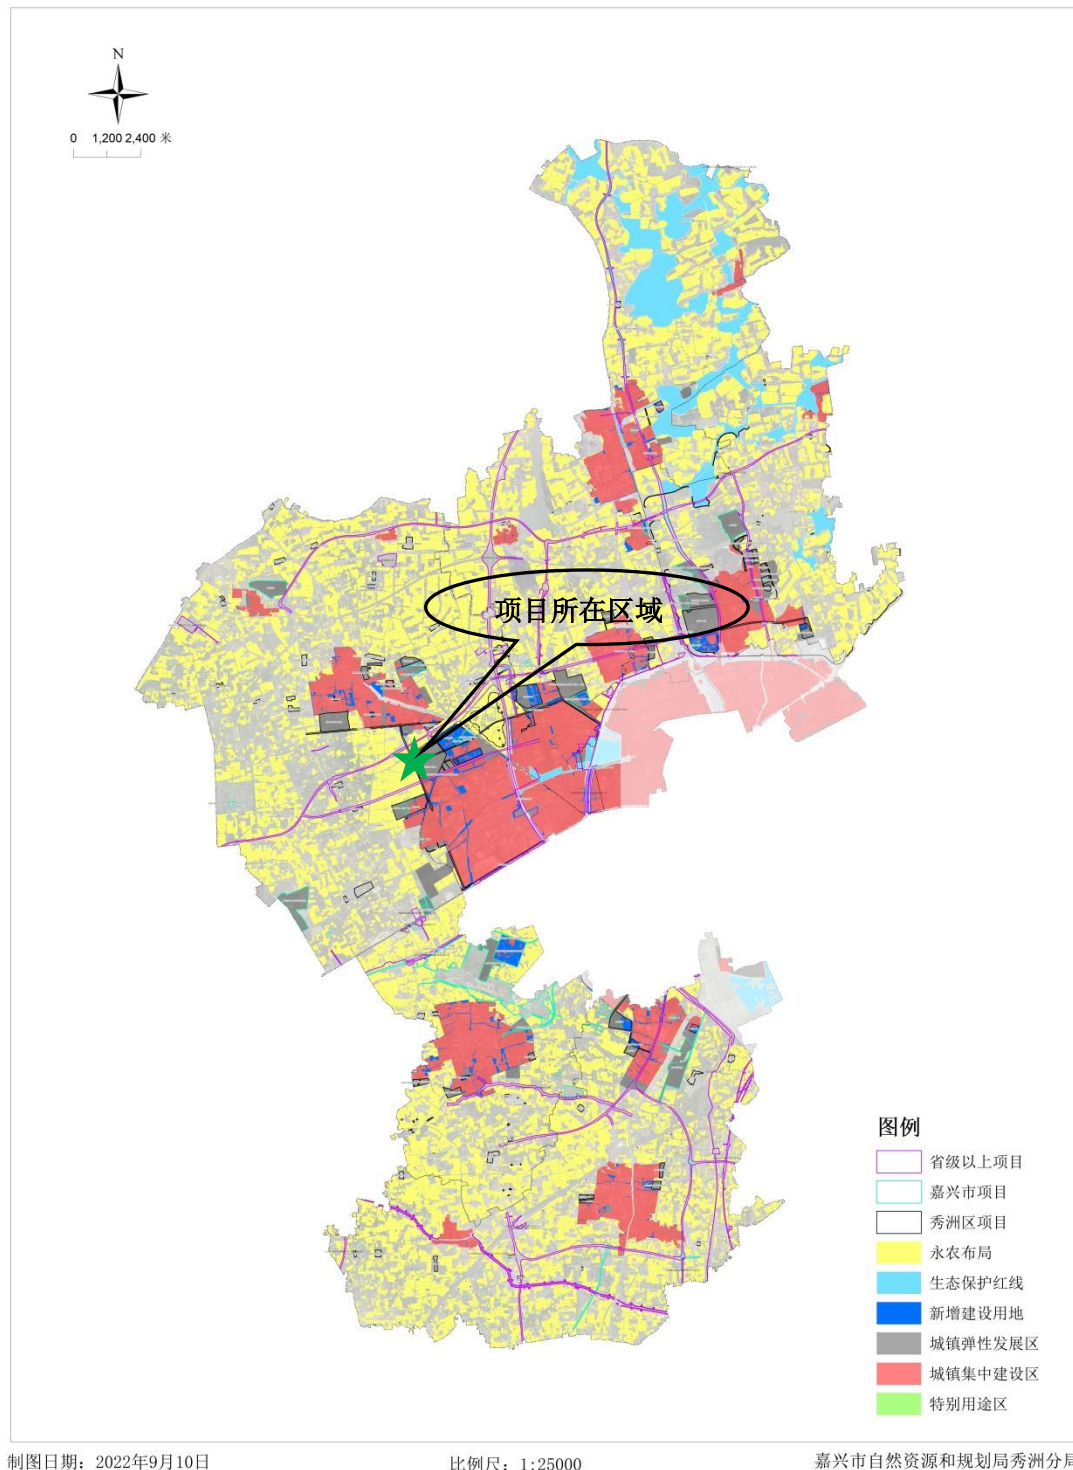 N
0 1,200 2,400 米
项目所在区域
图例
省级以上项目
嘉兴市项目
秀洲区项目
永农布局
生态保护红线
新增建设用地
城镇弹性发展区
城镇集中建设区
特别用途区
制图日期：2022年9月10日
比例尺：1:25000
嘉兴市自然资源和规划局秀洲分局